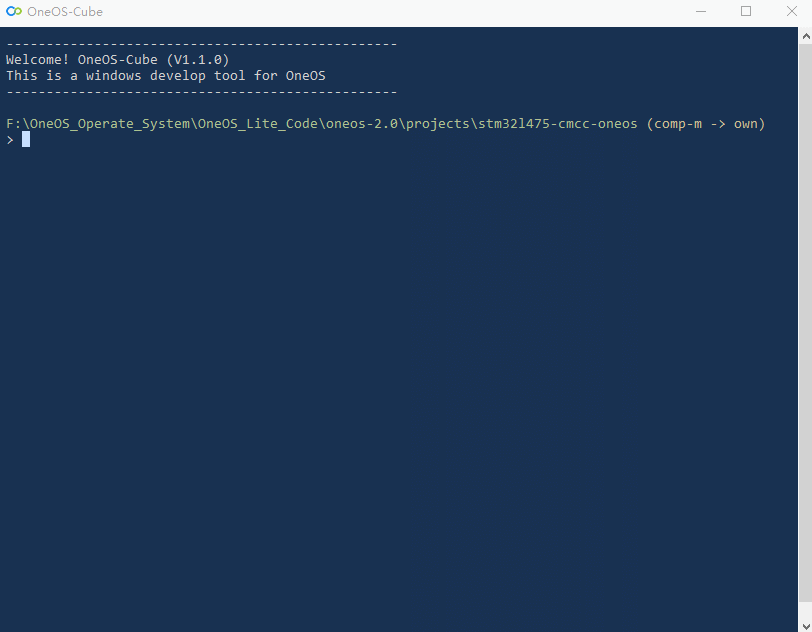 OneOS-Cube
-------------------------------------------------
Welcome! OneOS-Cube (V1.1.0)
This is a windows develop tool for OneOS
-------------------------------------------------
F:\OneOS_Operate_System\OneOS_Lite_Code\oneos-2.0\projects\stm32l475-cmcc-oneos (comp-m -> own)
>